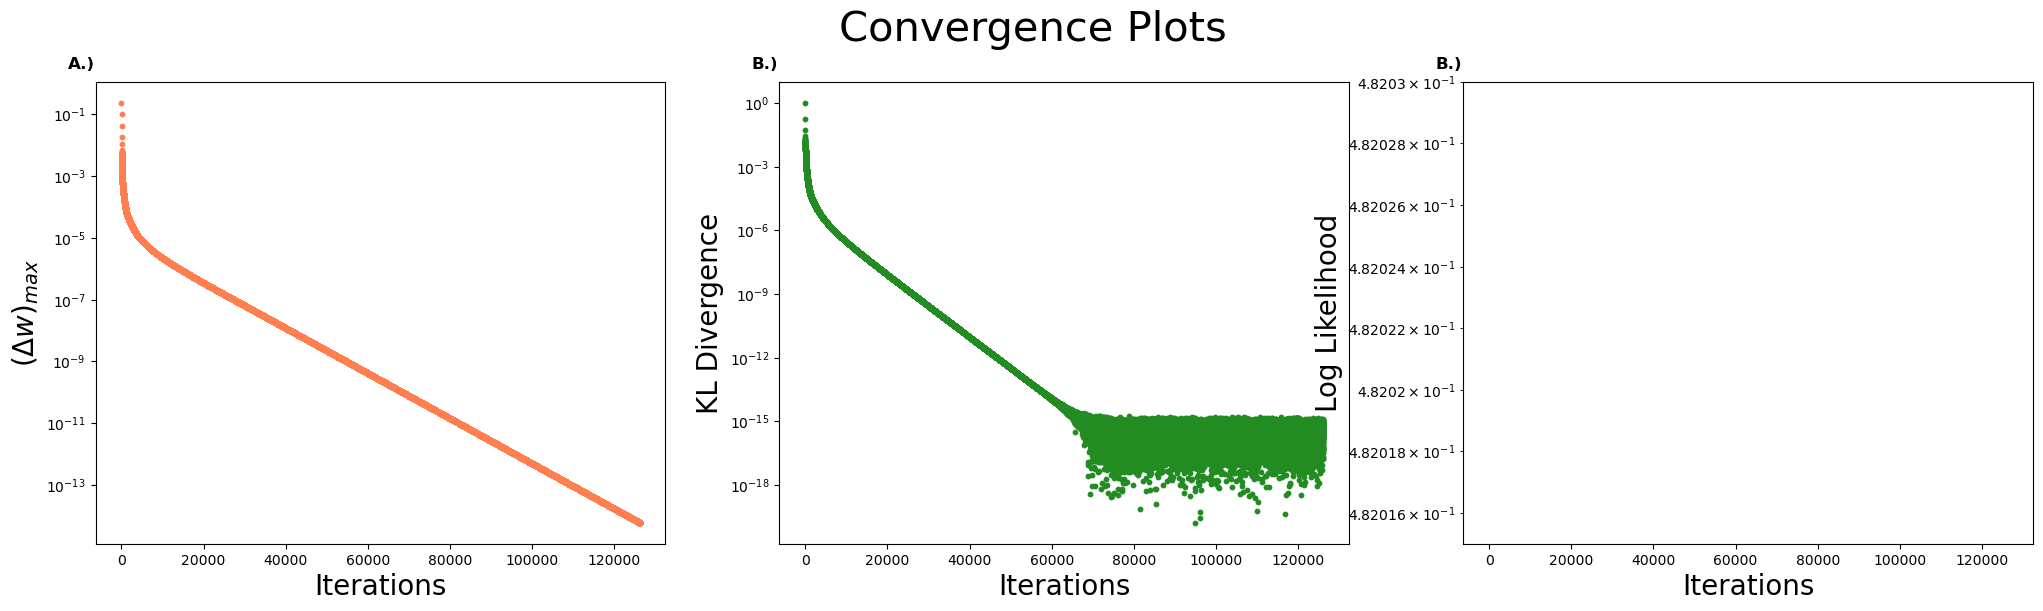 Convergence Plots
A.)
10⁻¹
10⁻³
10⁻⁵
10⁻⁷
10⁻⁹
10⁻¹¹
10⁻¹³
(Δw)ₘₐₓ
0 20000 40000 60000 80000 100000 120000
Iterations
B.)
10⁰
10⁻³
10⁻⁶
10⁻⁹
10⁻¹²
10⁻¹⁵
10⁻¹⁸
KL Divergence
0 20000 40000 60000 80000 100000 120000
Iterations
B.)
4.8203 × 10⁻¹
4.82028 × 10⁻¹
4.82026 × 10⁻¹
4.82024 × 10⁻¹
4.82022 × 10⁻¹
4.8202 × 10⁻¹
4.82018 × 10⁻¹
4.82016 × 10⁻¹
Log Likelihood
0 20000 40000 60000 80000 100000 120000
Iterations